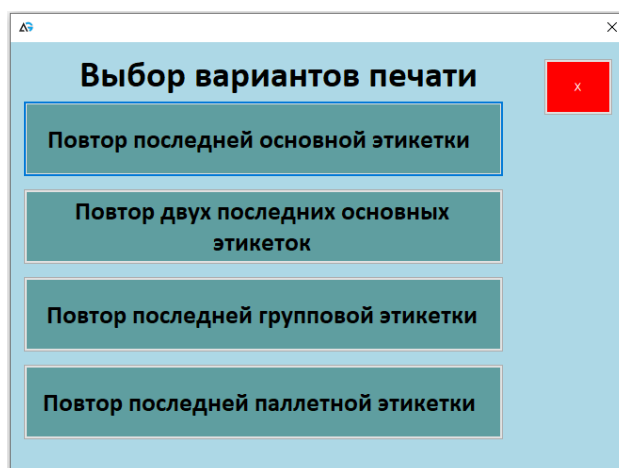 Выбор вариантов печати
X
Повтор последней основной этикетки
Повтор двух последних основных
этикеток
Повтор последней групповой этикетки
Повтор последней паллетной этикетки